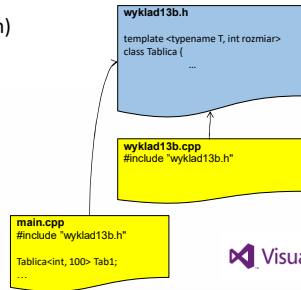 n)
wyklad13b.h
template <typename T, int rozmiar>
class Tablica {
...
wyklad13b.cpp
#include "wyklad13b.h"
main.cpp
#include "wyklad13b.h"
Tablica<int, 100> Tab1;
...
Visua